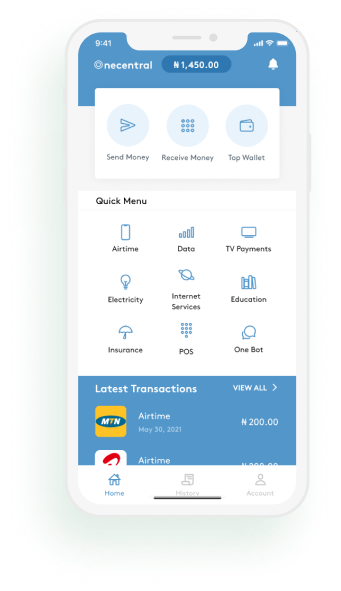 9:41
Onecentral
₦1,450.00
Send Money
Receive Money
Top Wallet
Quick Menu
Airtime
Data
TV Payments
Electricity
Internet Services
Education
Insurance
POS
One Bot
Latest Transactions
VIEW ALL >
MTN
Airtime
₦200.00
May 30, 2021
Airtime
Home
History
Account